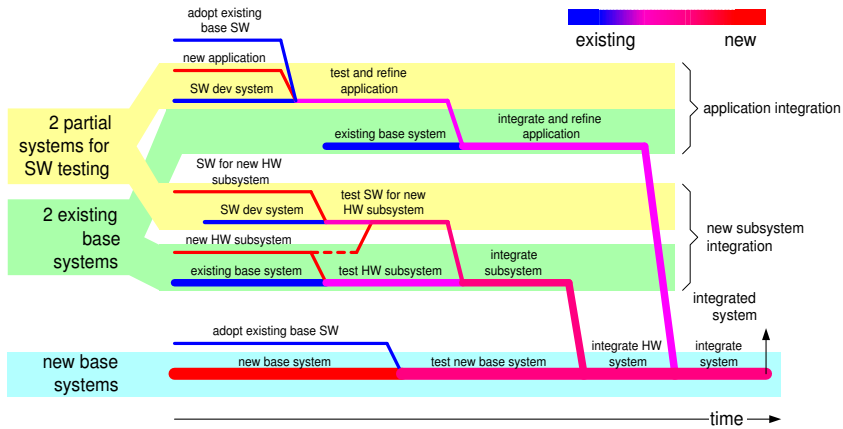 adopt existing
base SW
existing
new
new application
SW dev system
test and refine
application
application integration
2 partial
systems for
SW testing
existing base system
integrate and refine
application
SW for new HW
subsystem
SW dev system
test SW for new
HW subsystem
new subsystem
integration
2 existing
base
systems
new HW subsystem
existing base system
test HW subsystem
integrate
subsystem
integrated
system
adopt existing base SW
new base
systems
new base system
test new base system
integrate HW
system
integrate
system
time